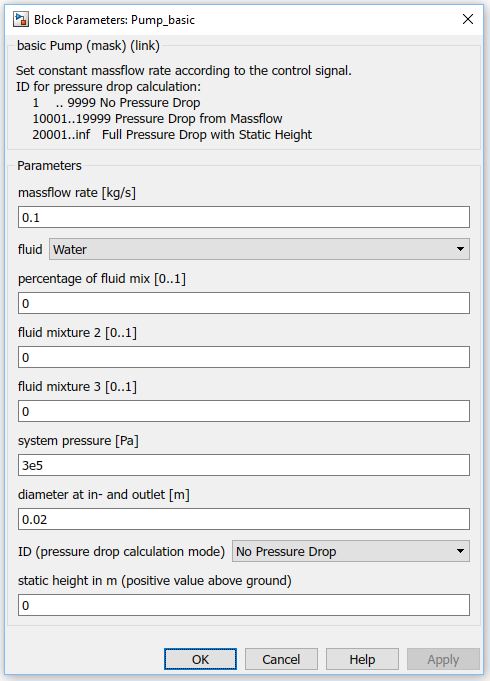 Block Parameters: Pump_basic
basic Pump (mask) (link)
Set constant massflow rate according to the control signal.
ID for pressure drop calculation:
1 .. 9999 No Pressure Drop
10001..19999 Pressure Drop from Massflow
20001..inf Full Pressure Drop with Static Height
Parameters
massflow rate [kg/s]
0.1
fluid Water
percentage of fluid mix [0..1]
0
fluid mixture 2 [0..1]
0
fluid mixture 3 [0..1]
0
system pressure [Pa]
3e5
diameter at in- and outlet [m]
0.02
ID (pressure drop calculation mode) No Pressure Drop
static height in m (positive value above ground)
0
OK Cancel Help Apply